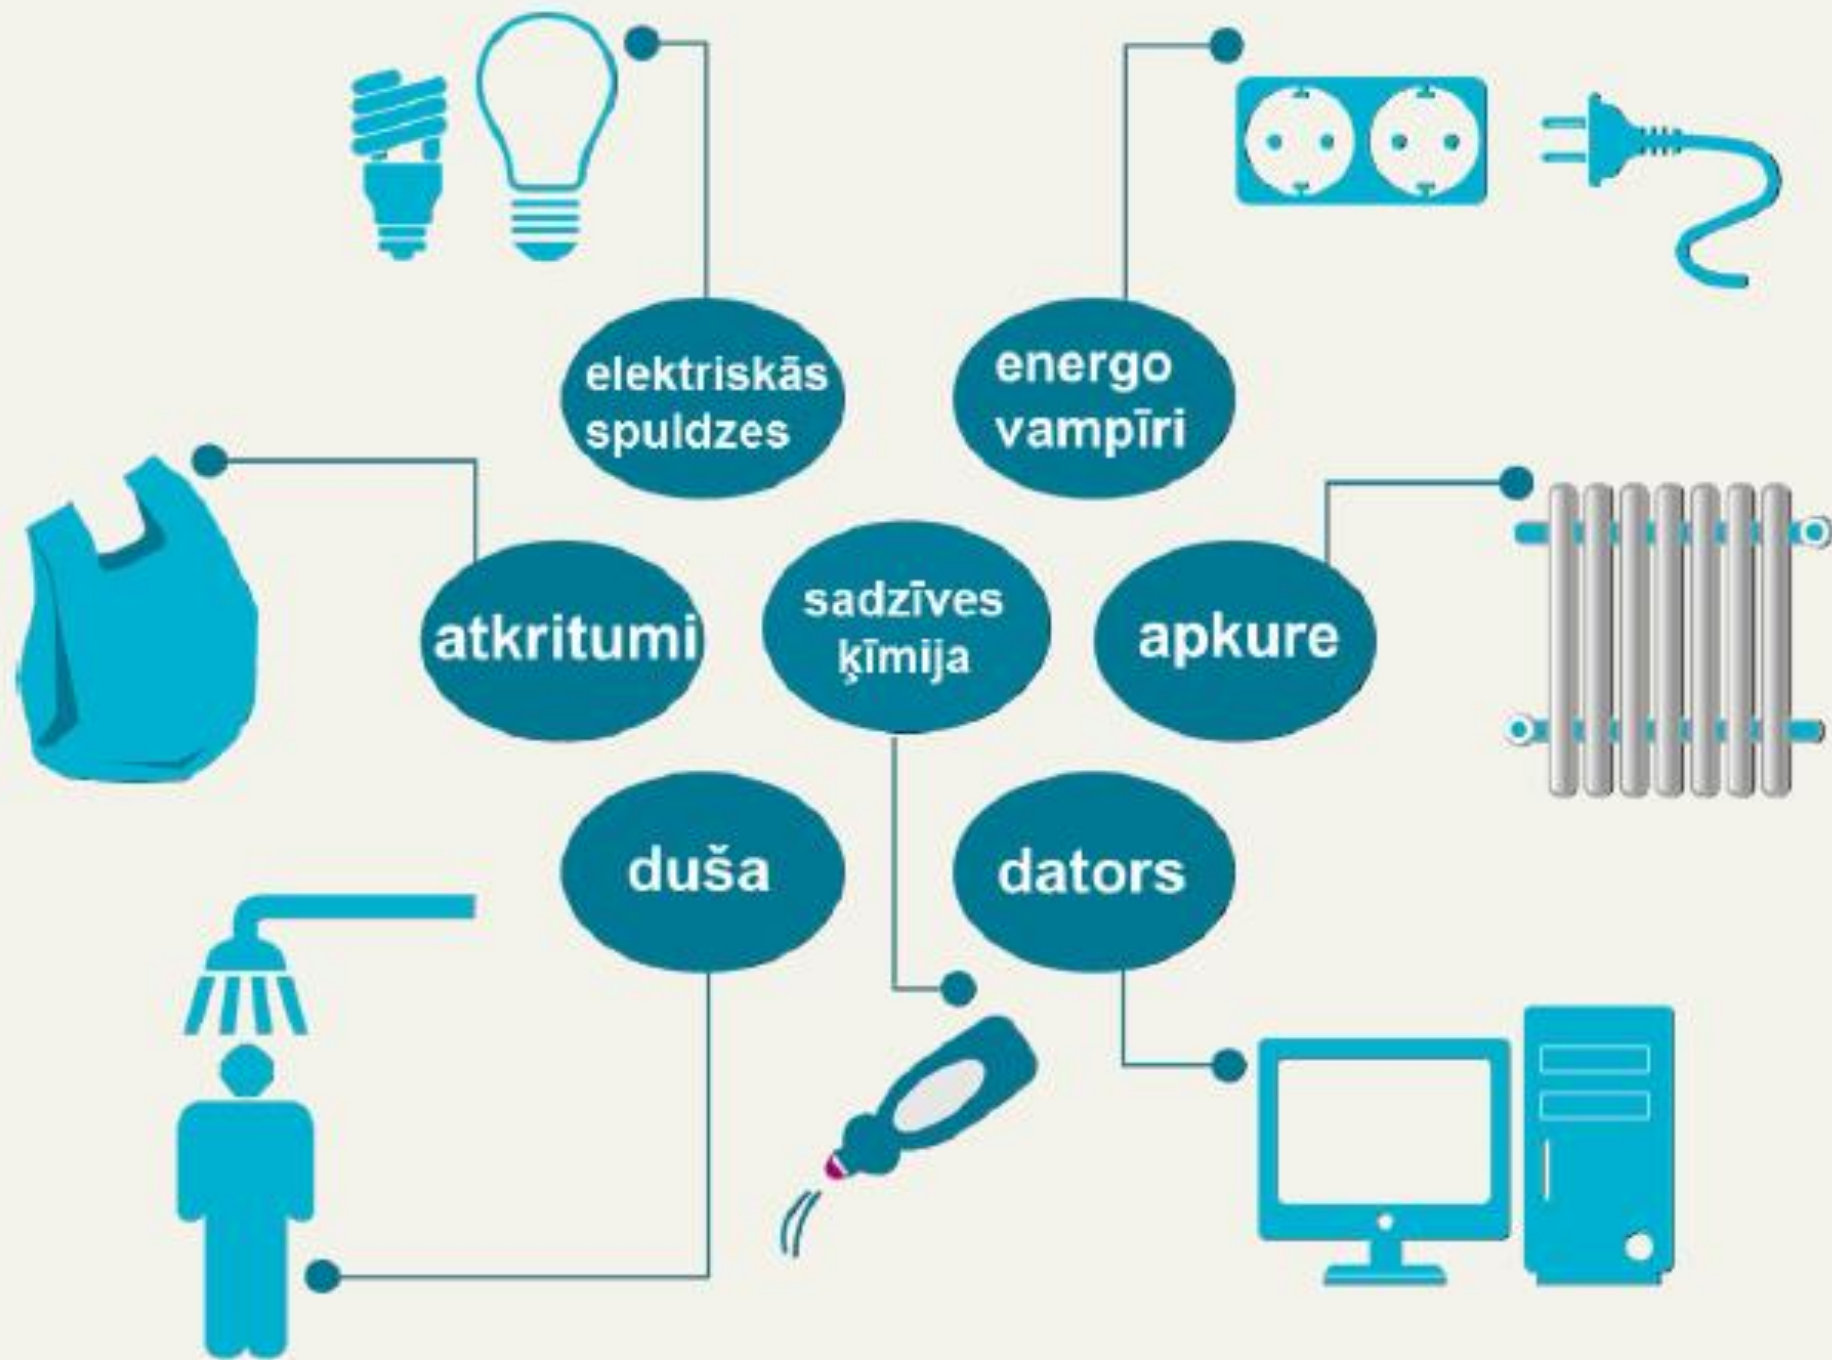 elektriskās
spuldzes
energo
vampīri
atkritumi
sadzīves
ķīmija
apkure
duša
dators